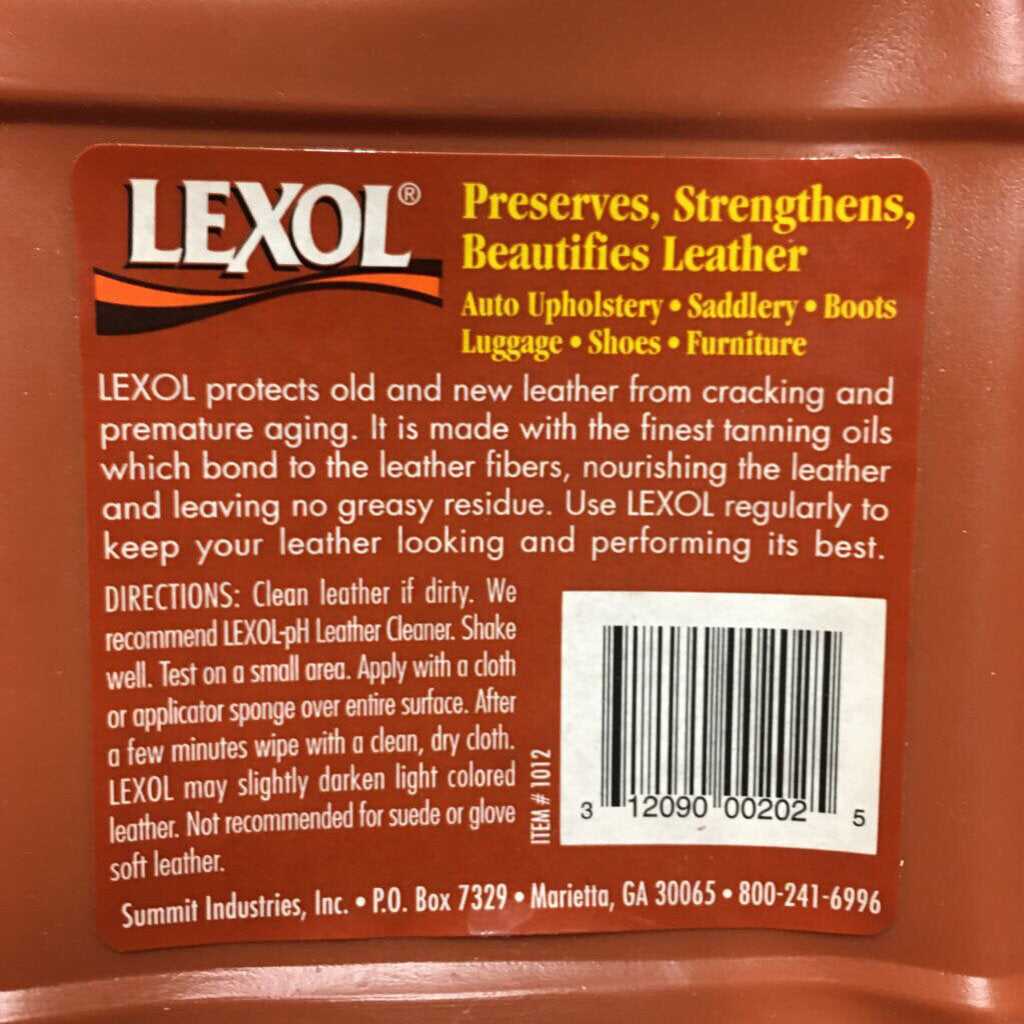 LEXOL®
Preserves, Strengthens,
Beautifies Leather
Auto Upholstery • Saddlery • Boots
Luggage • Shoes • Furniture
LEXOL protects old and new leather from cracking and
premature aging. It is made with the finest tanning oils
which bond to the leather fibers, nourishing the leather
and leaving no greasy residue. Use LEXOL regularly to
keep your leather looking and performing its best.
DIRECTIONS: Clean leather if dirty. We
recommend LEXOL-pH Leather Cleaner. Shake
well. Test on a small area. Apply with a cloth
or applicator sponge over entire surface. After
a few minutes wipe with a clean, dry cloth.
LEXOL may slightly darken light colored
leather. Not recommended for suede or glove
soft leather.
ITEM # 1012
3 12090 00202 5
Summit Industries, Inc. • P.O. Box 7329 • Marietta, GA 30065 • 800-241-6996